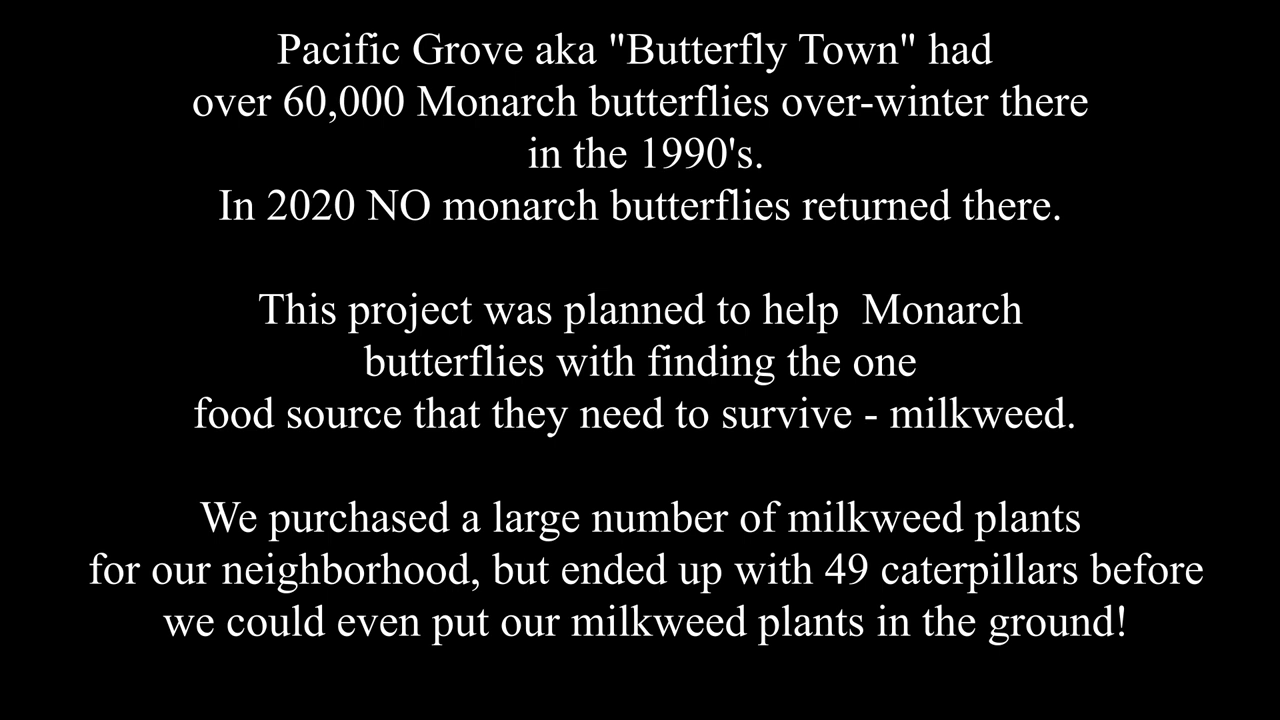 Pacific Grove aka "Butterfly Town" had
over 60,000 Monarch butterflies over-winter there
in the 1990's.
In 2020 NO monarch butterflies returned there.
This project was planned to help  Monarch
butterflies with finding the one
food source that they need to survive - milkweed.
We purchased a large number of milkweed plants
for our neighborhood, but ended up with 49 caterpillars before
we could even put our milkweed plants in the ground!